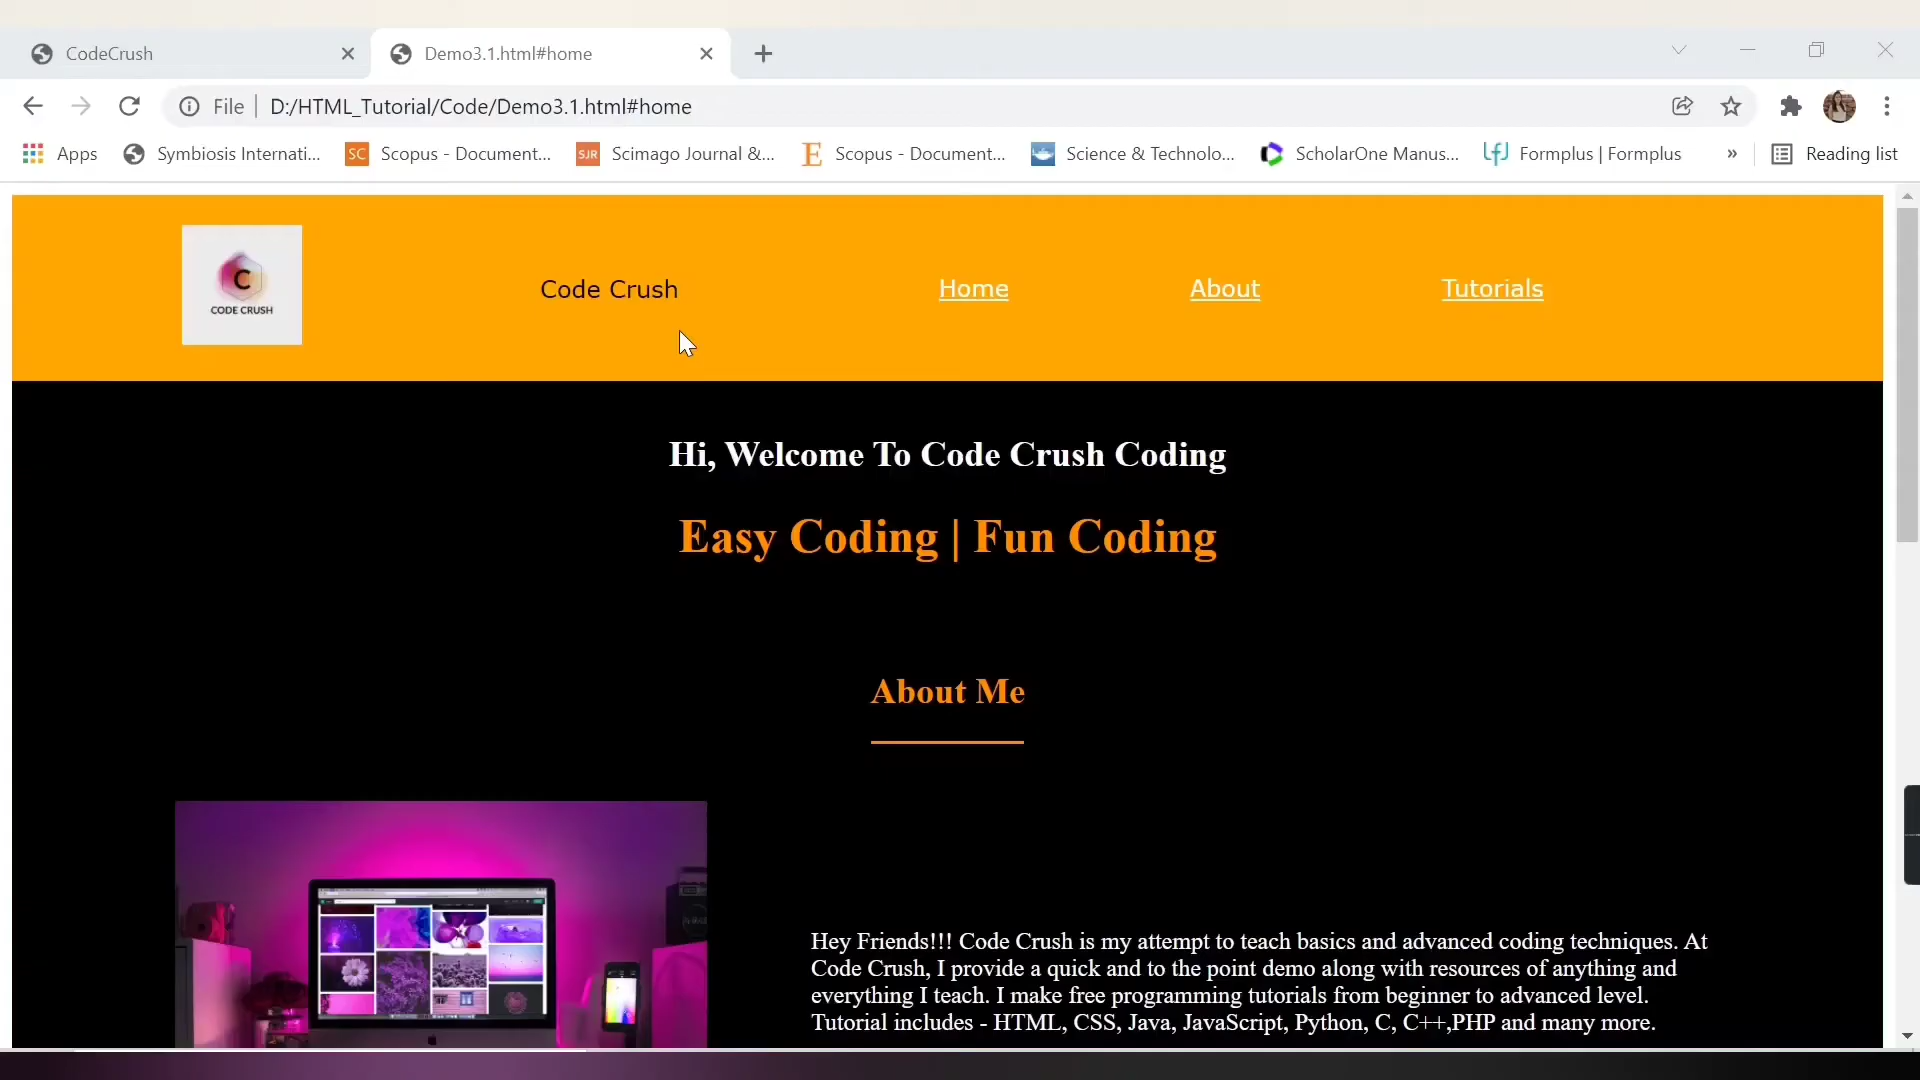 CodeCrush
Demo3.1.html#home
File
D:/HTML_Tutorial/Code/Demo3.1.html#home
Apps
Symbiosis Internati...
SC
Scopus - Document...
SJR
Scimago Journal &...
E
Scopus - Document...
Science & Technolo...
ScholarOne Manus...
Formplus | Formplus
»
Reading list
C
CODE CRUSH
Code Crush
Home
About
Tutorials
Hi, Welcome To Code Crush Coding
Easy Coding | Fun Coding
About Me
Hey Friends!!! Code Crush is my attempt to teach basics and advanced coding techniques. At
Code Crush, I provide a quick and to the point demo along with resources of anything and
everything I teach. I make free programming tutorials from beginner to advanced level.
Tutorial includes - HTML, CSS, Java, JavaScript, Python, C, C++,PHP and many more.